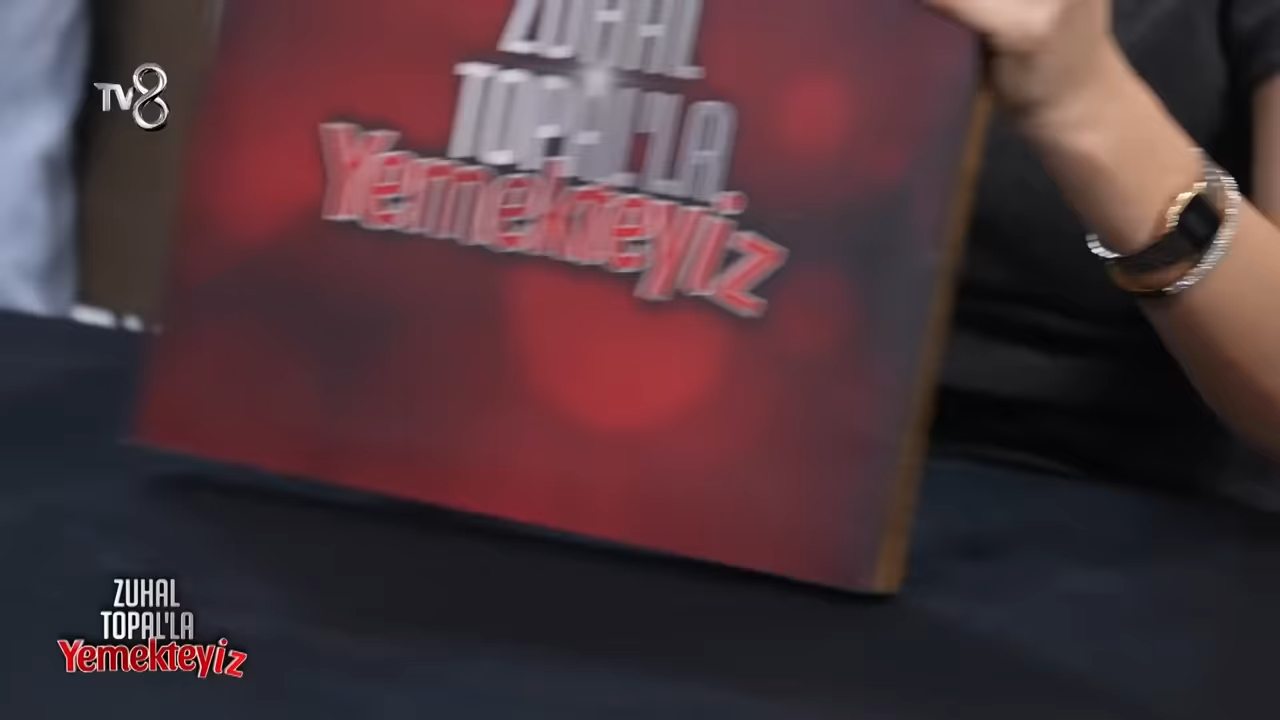 TV8
ZUHAL
TOPAL'LA
Yemekteyiz
ZUHAL
TOPAL'LA
Yemekteyiz